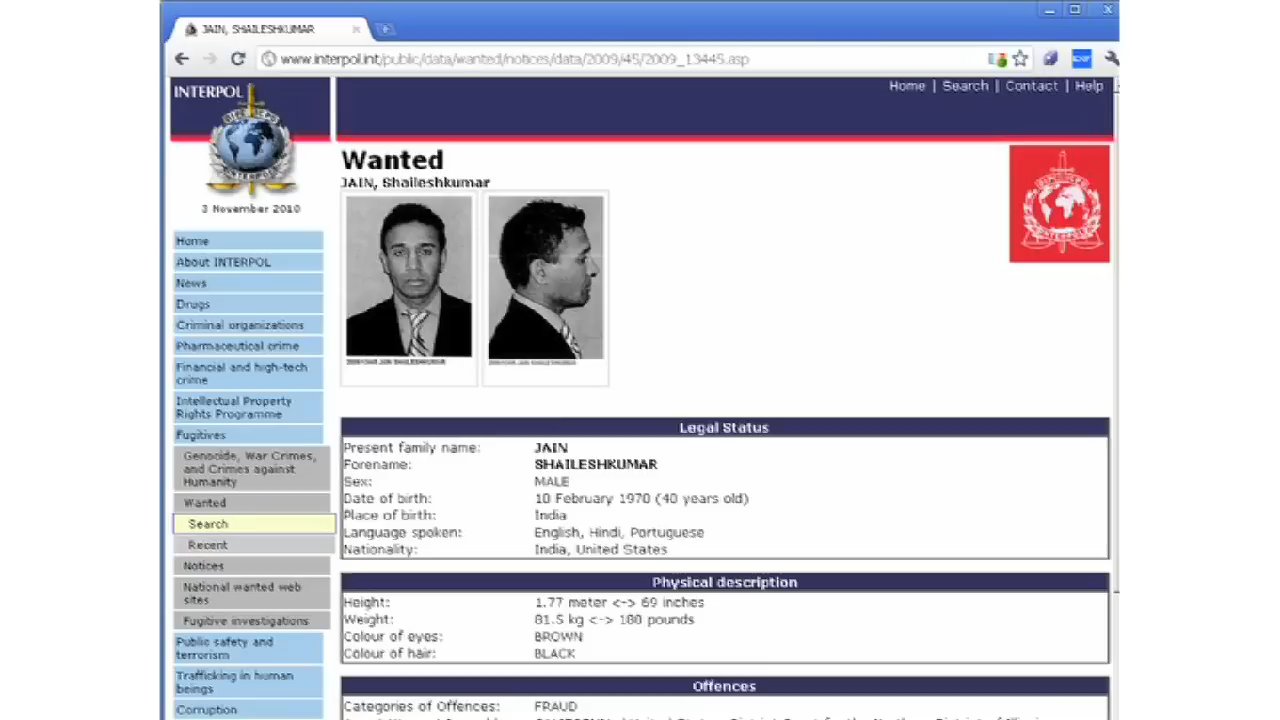 JAIN, SHAILESHKUMAR
www.interpol.int/public/data/wanted/notices/data/2009/45/2009_13445.asp
Home | Search | Contact | Help
INTERPOL
3 November 2010
Home
About INTERPOL
News
Drugs
Criminal organizations
Pharmaceutical crime
Financial and high-tech
crime
Intellectual Property
Rights Programme
Fugitives
Genocide, War Crimes,
and Crimes against
Humanity
Wanted
Search
Recent
Notices
National wanted web
sites
Fugitive investigations
Public safety and
terrorism
Trafficking in human
beings
Corruption
Wanted
JAIN, Shaileshkumar
Legal Status
Present family name: JAIN
Forename: SHAILESHKUMAR
Sex: MALE
Date of birth: 10 February 1970 (40 years old)
Place of birth: India
Language spoken: English, Hindi, Portuguese
Nationality: India, United States
Physical description
Height: 1.77 meter <-> 69 inches
Weight: 81.5 kg <-> 180 pounds
Colour of eyes: BROWN
Colour of hair: BLACK
Offences
Categories of Offences: FRAUD